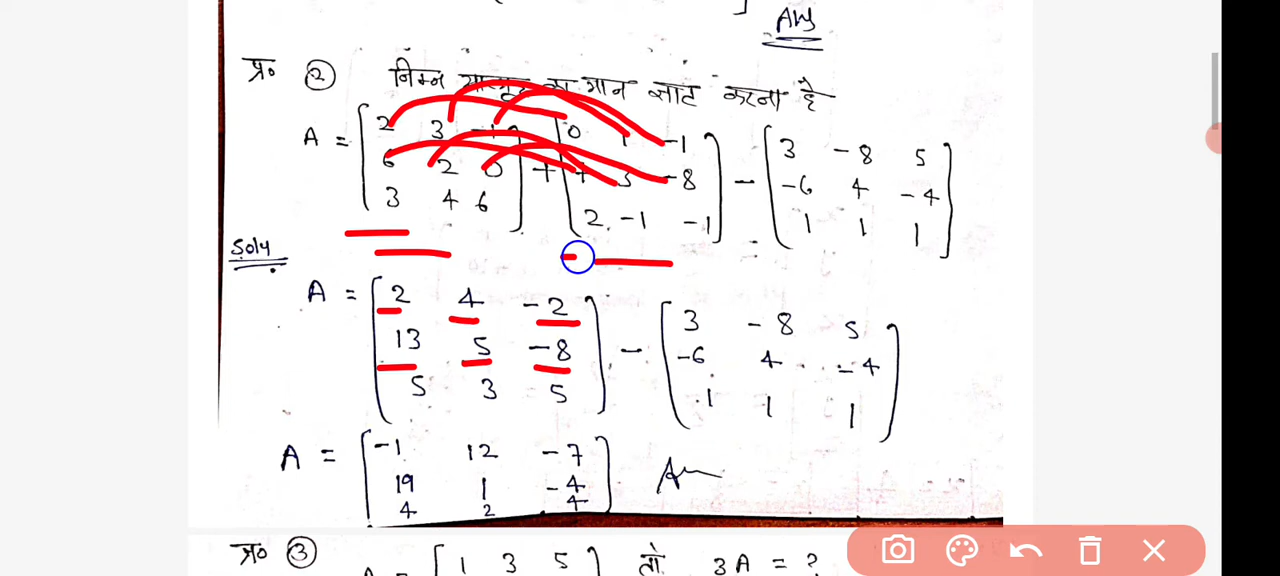 Ans
प्र० ② निम्न का मान ज्ञात करना है
A = [2 3 -1] + [0 1 -1] - [3 -8 5]
[6 2 0] [7 3 -8] [-6 4 -4]
[3 4 6] [2 -1 -1] [1 1 1]
Soly
A = [2 4 -2] - [3 -8 5]
[13 5 -8] [-6 4 -4]
[5 3 5] [1 1 1]
A = [-1 12 -7] Ans
[19 1 -4]
[4 2 4]
प्र० ③ A = [1 3 5] तो 3A = ?